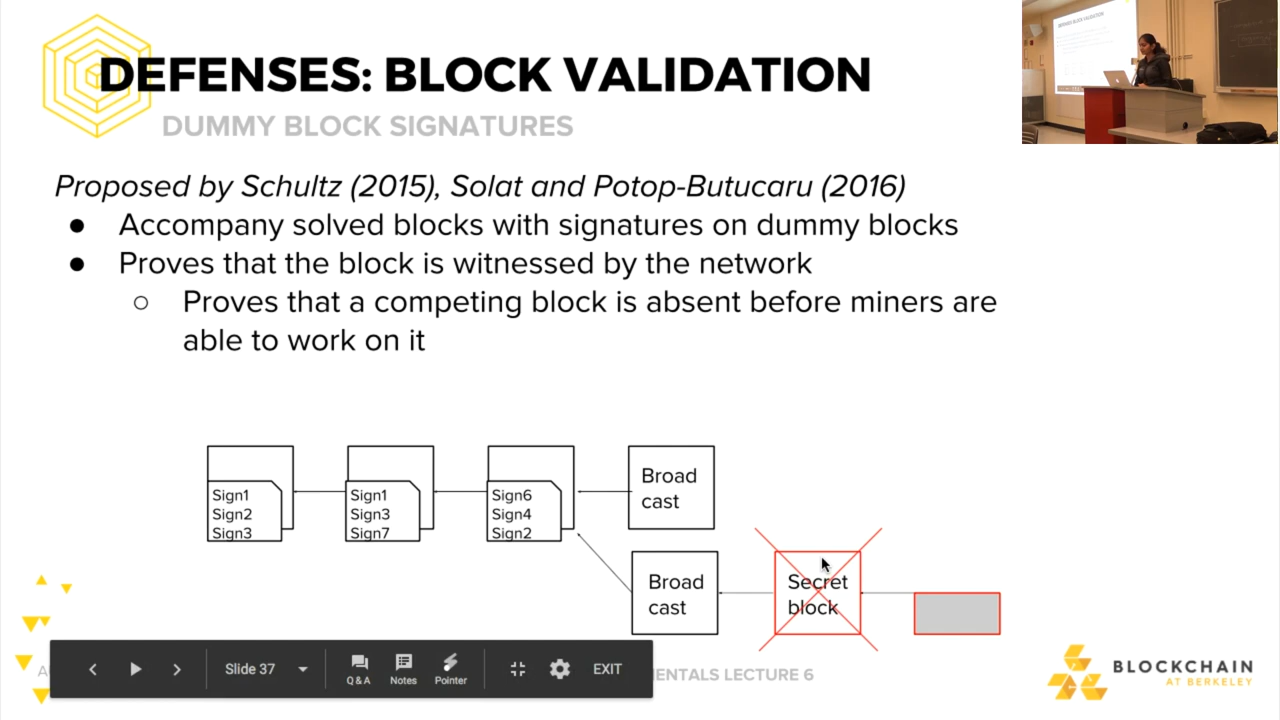 DEFENSES: BLOCK VALIDATION
DUMMY BLOCK SIGNATURES
Proposed by Schultz (2015), Solat and Potop-Butucaru (2016)
● Accompany solved blocks with signatures on dummy blocks
● Proves that the block is witnessed by the network
○ Proves that a competing block is absent before miners are
able to work on it
Sign1
Sign2
Sign3
Sign1
Sign3
Sign7
Sign6
Sign4
Sign2
Broad
cast
Broad
cast
Secret
block
Slide 37
Q & A
Notes
Pointer
EXIT
LECTURE 6
BLOCKCHAIN
AT BERKELEY
DEFENSES: BLOCK VALIDATION